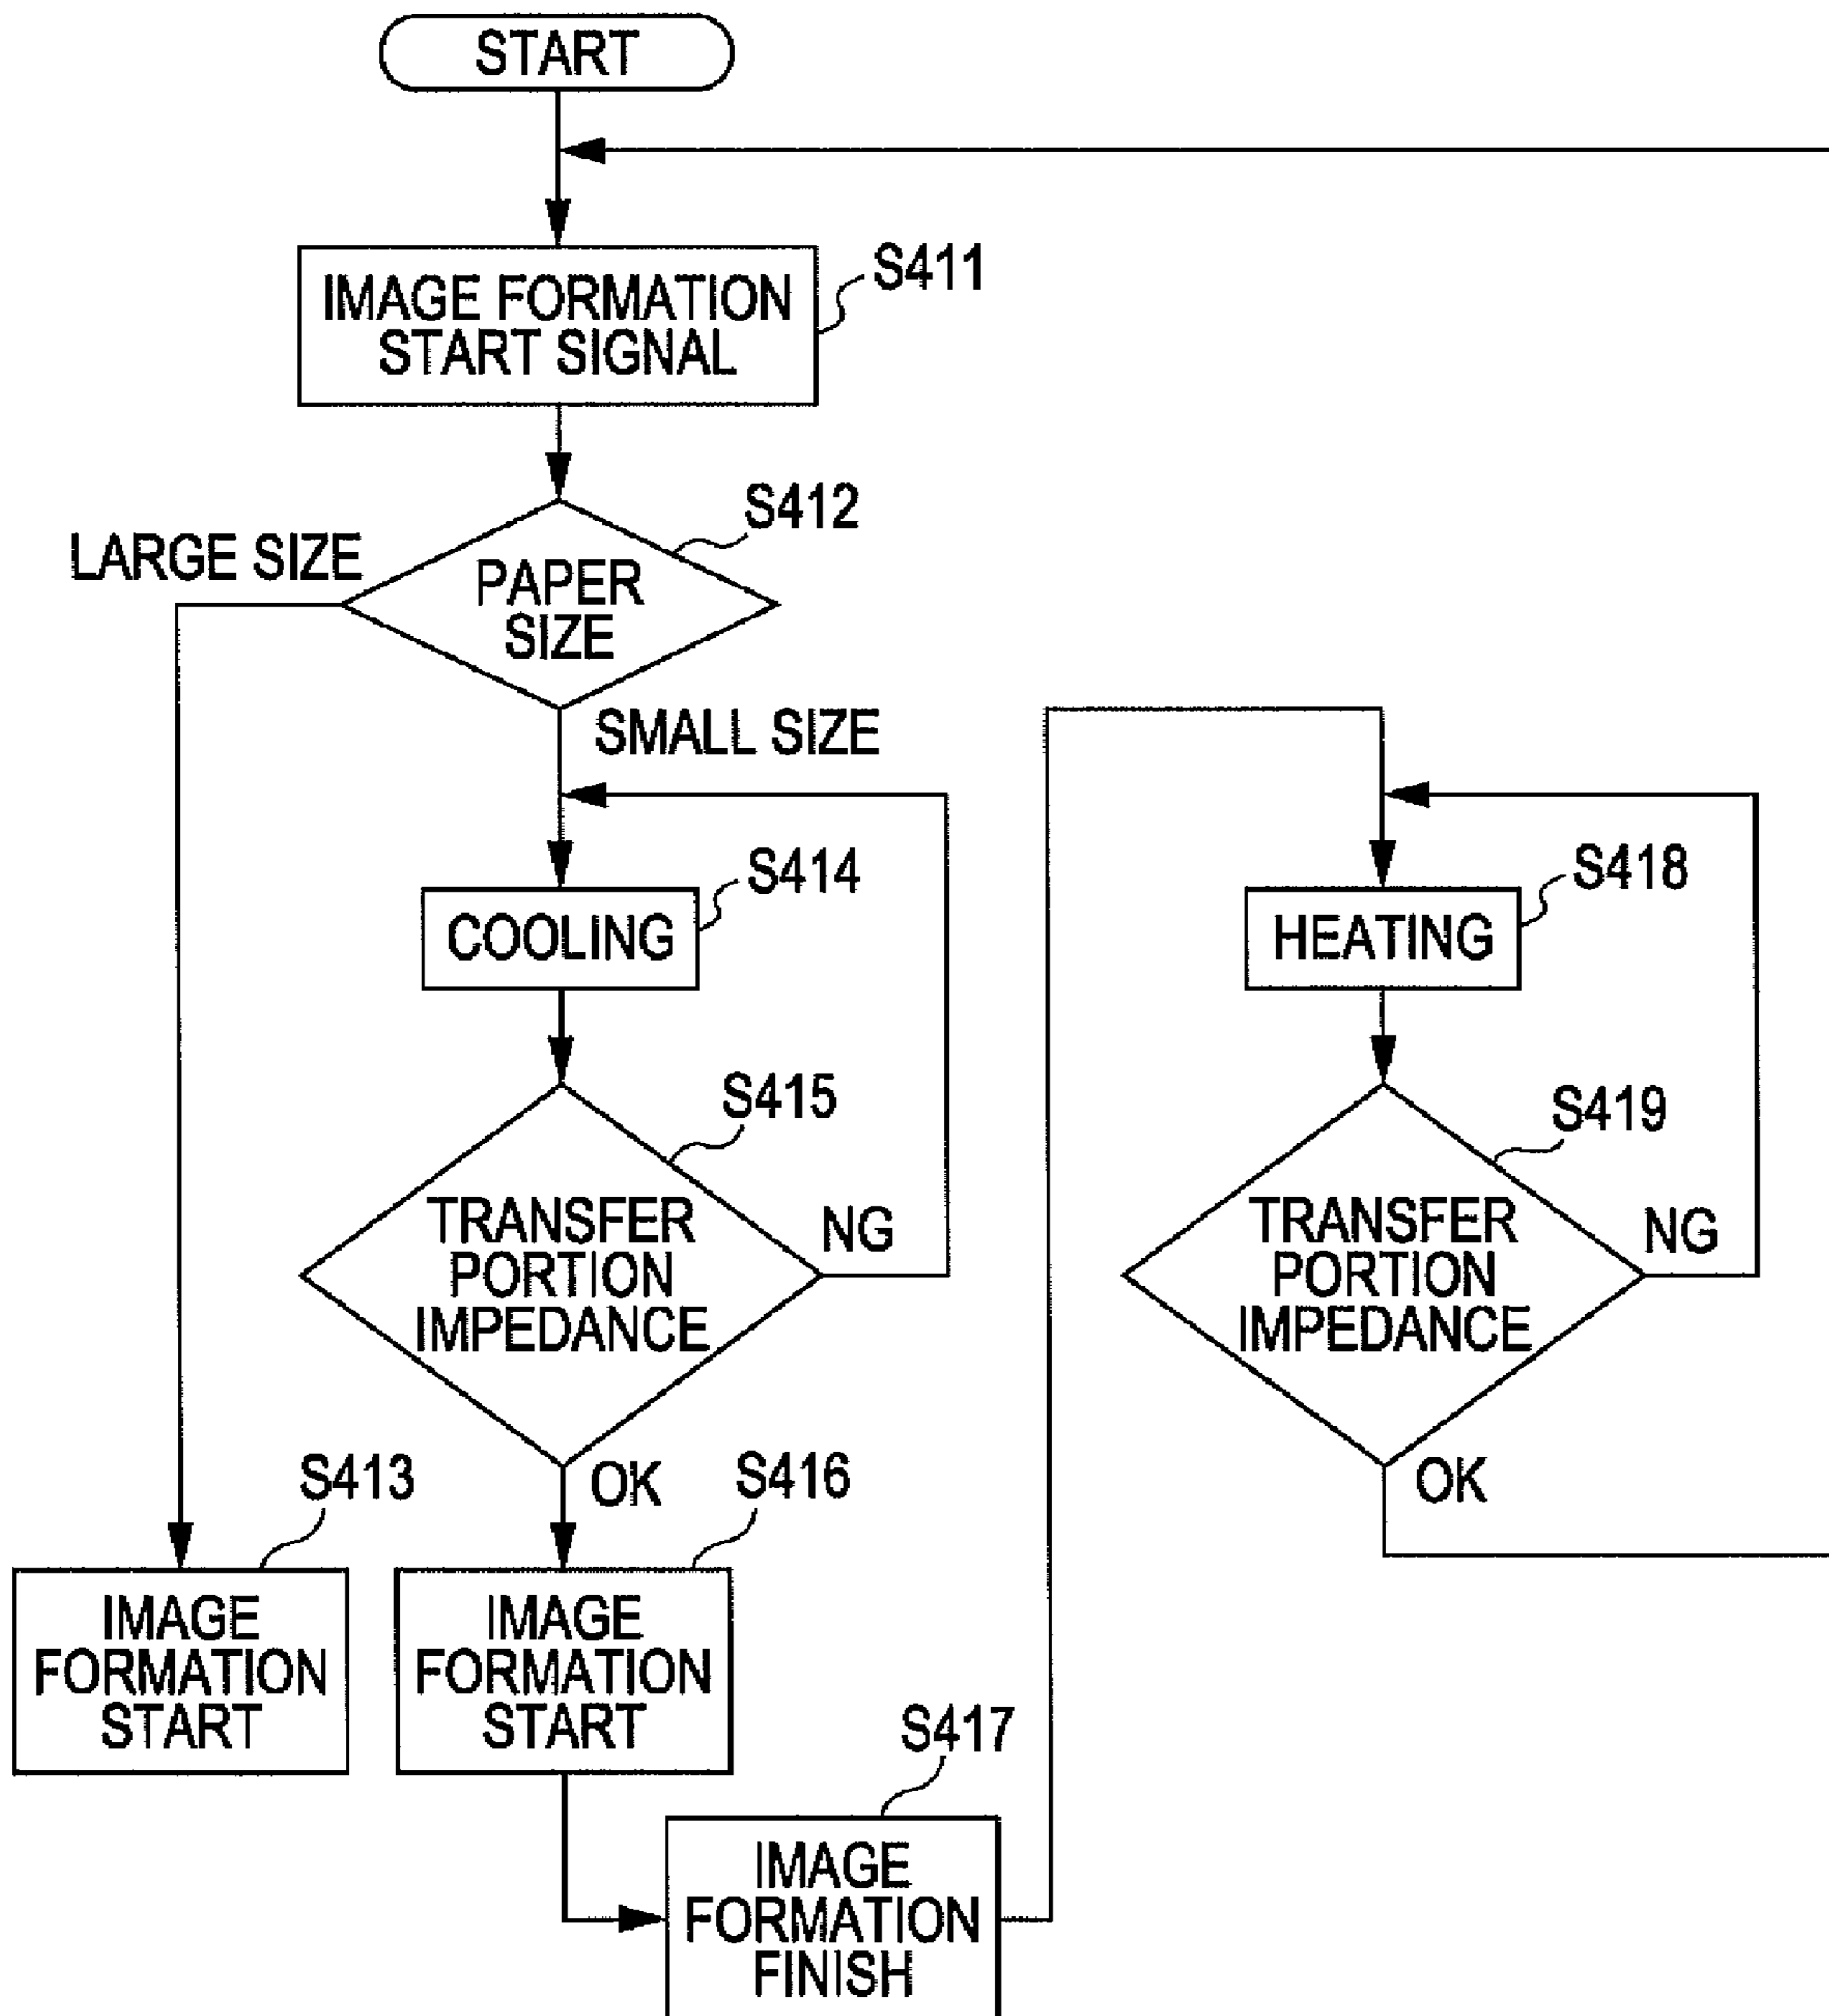 START
S411
IMAGE FORMATION
START SIGNAL
S412
LARGE SIZE
PAPER
SIZE
SMALL SIZE
S414
COOLING
S415
TRANSFER
PORTION
IMPEDANCE
NG
OK
S413
IMAGE
FORMATION
START
S416
IMAGE
FORMATION
START
S417
IMAGE
FORMATION
FINISH
S418
HEATING
S419
TRANSFER
PORTION
IMPEDANCE
NG
OK